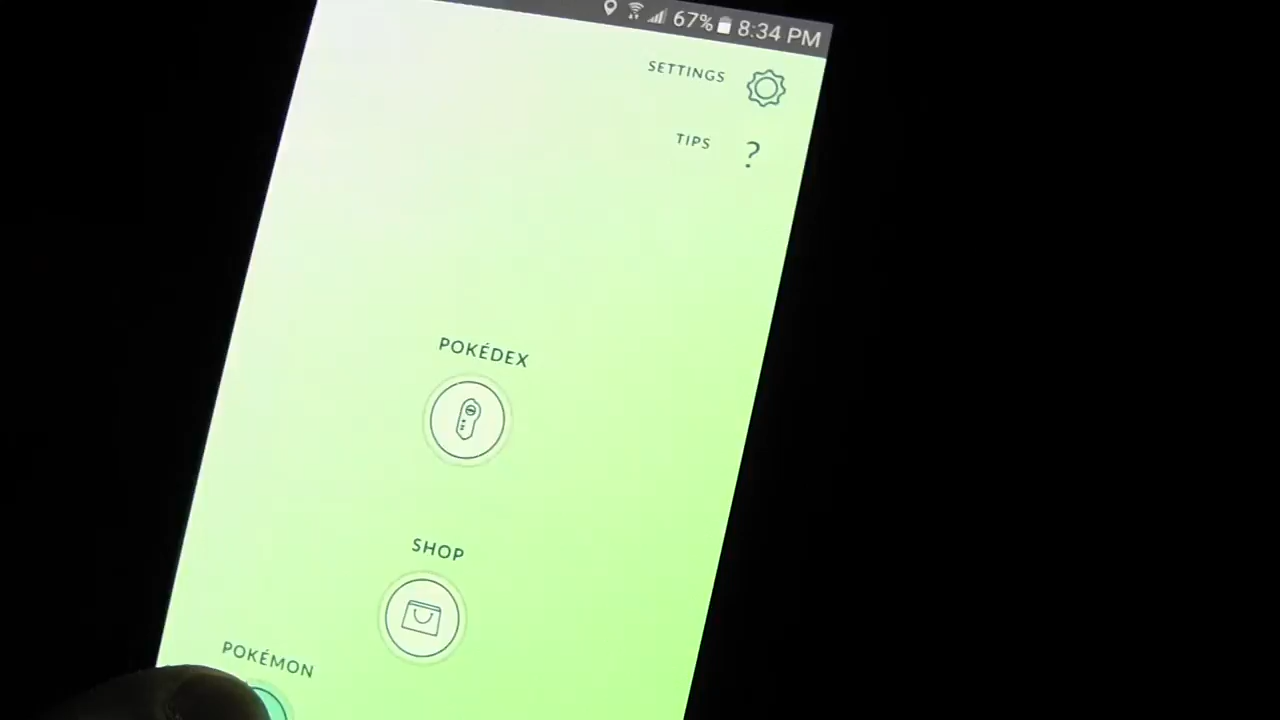 67% 8:34 PM
SETTINGS
TIPS ?
POKÉDEX
SHOP
POKÉMON